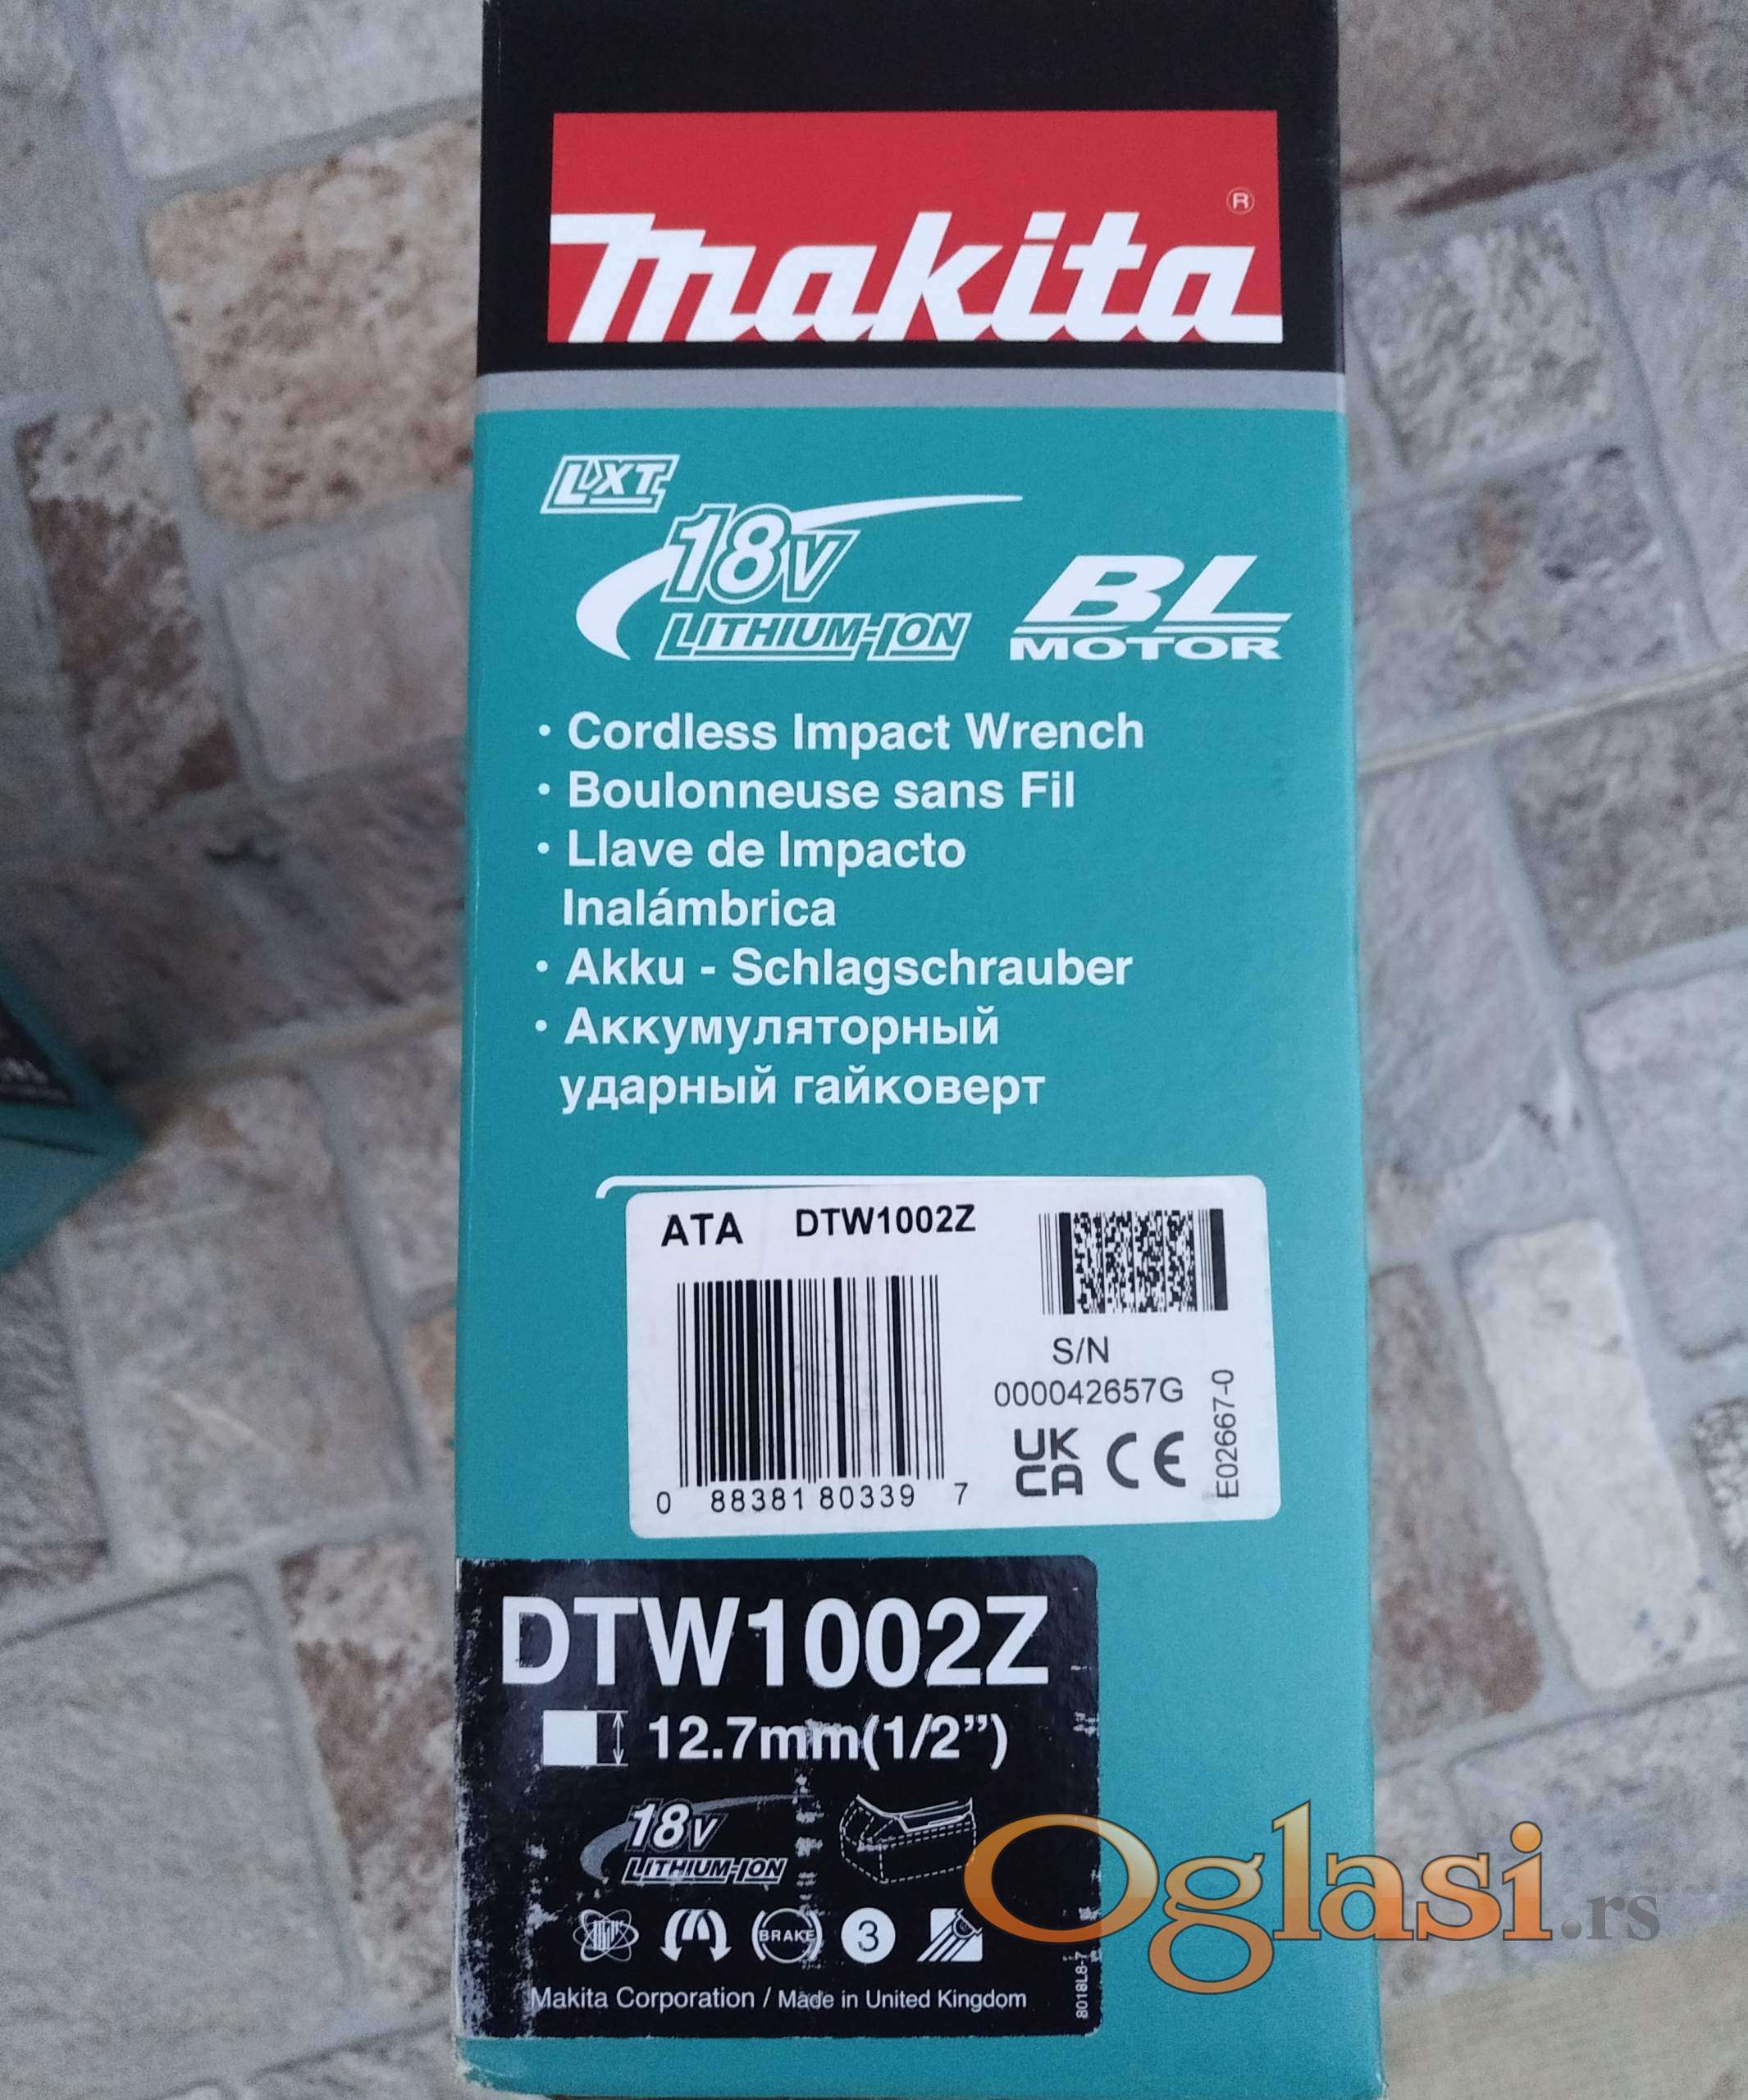 makita®
LXT
18V
LITHIUM-ION
BL
MOTOR
• Cordless Impact Wrench
• Boulonneuse sans Fil
• Llave de Impacto
Inalámbrica
• Akku - Schlagschrauber
• Аккумуляторный
ударный гайковерт
ATA DTW1002Z
S/N
000042657G
UK
CA CE
E02667-0
0 88381 80339 7
DTW1002Z
12.7mm(1/2”)
18V
LITHIUM-ION
BRAKE 3
Makita Corporation / Made in United Kingdom
8018L8-7
Oglasi.rs